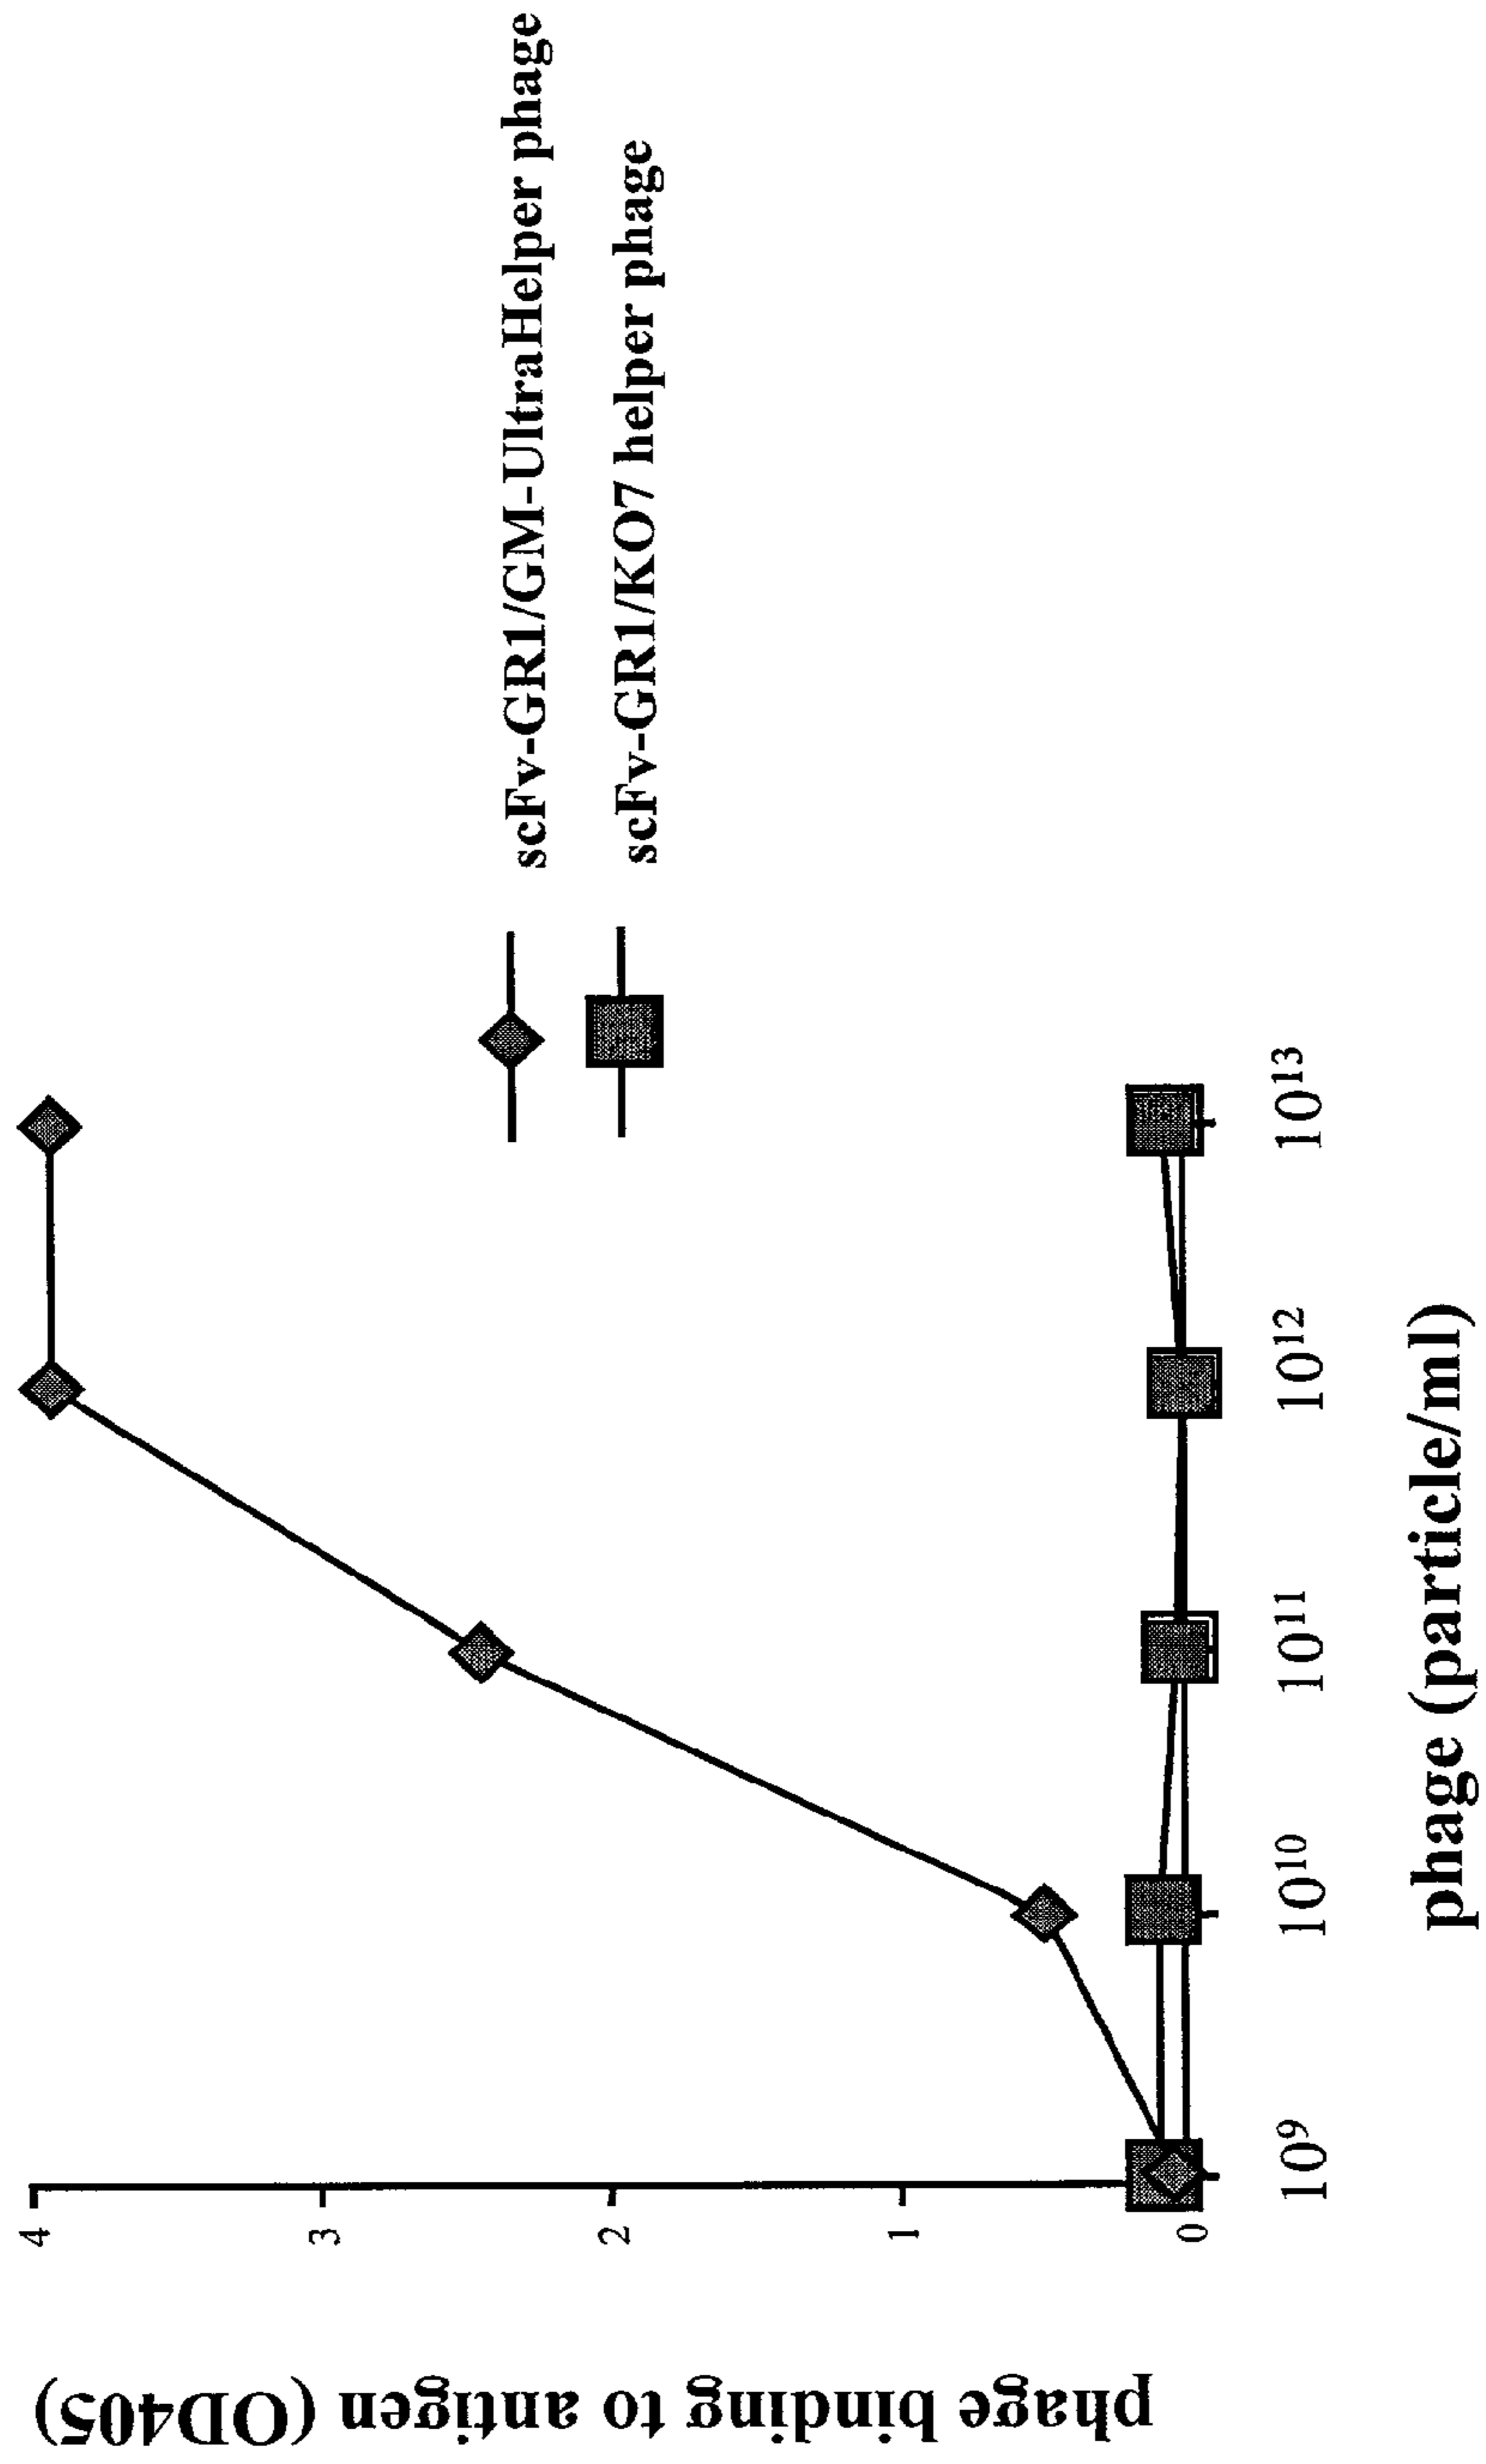 phage binding to antigen (OD405)
4
3
2
1
0
scFv-GR1/GM-UltraHelper phage
scFv-GR1/KO7 helper phage
10⁹ 10¹⁰ 10¹¹ 10¹² 10¹³
phage (particle/ml)